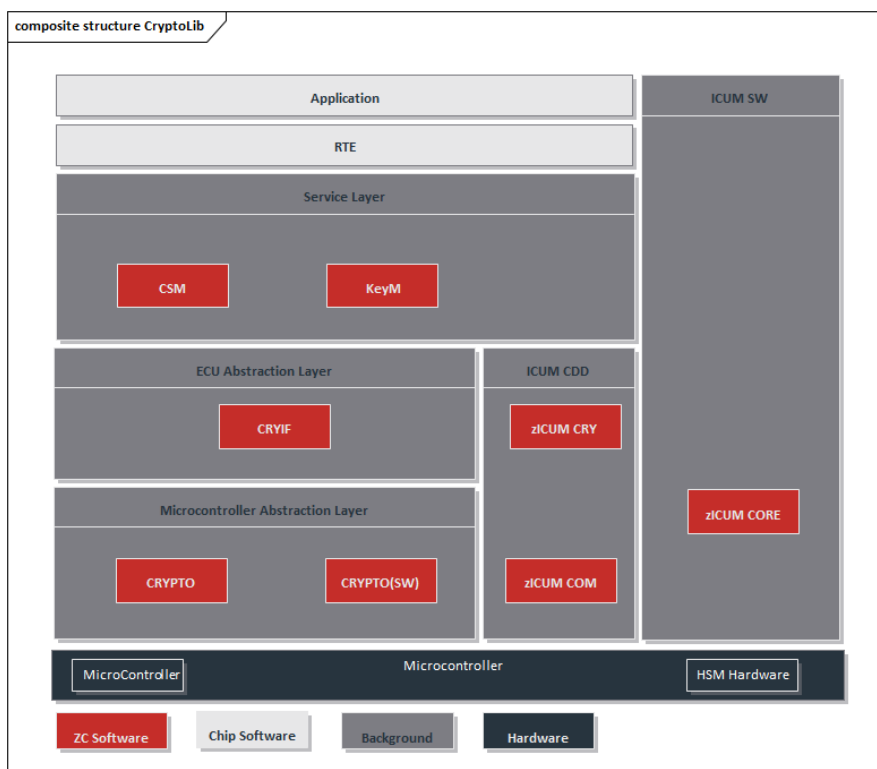 composite structure CryptoLib
Application
ICUM SW
RTE
Service Layer
CSM
KeyM
ECU Abstraction Layer
ICUM CDD
CRYIF
zICUM CRY
Microcontroller Abstraction Layer
zICUM CORE
CRYPTO
CRYPTO(SW)
zICUM COM
Microcontroller
MicroController
HSM Hardware
ZC Software
Chip Software
Background
Hardware